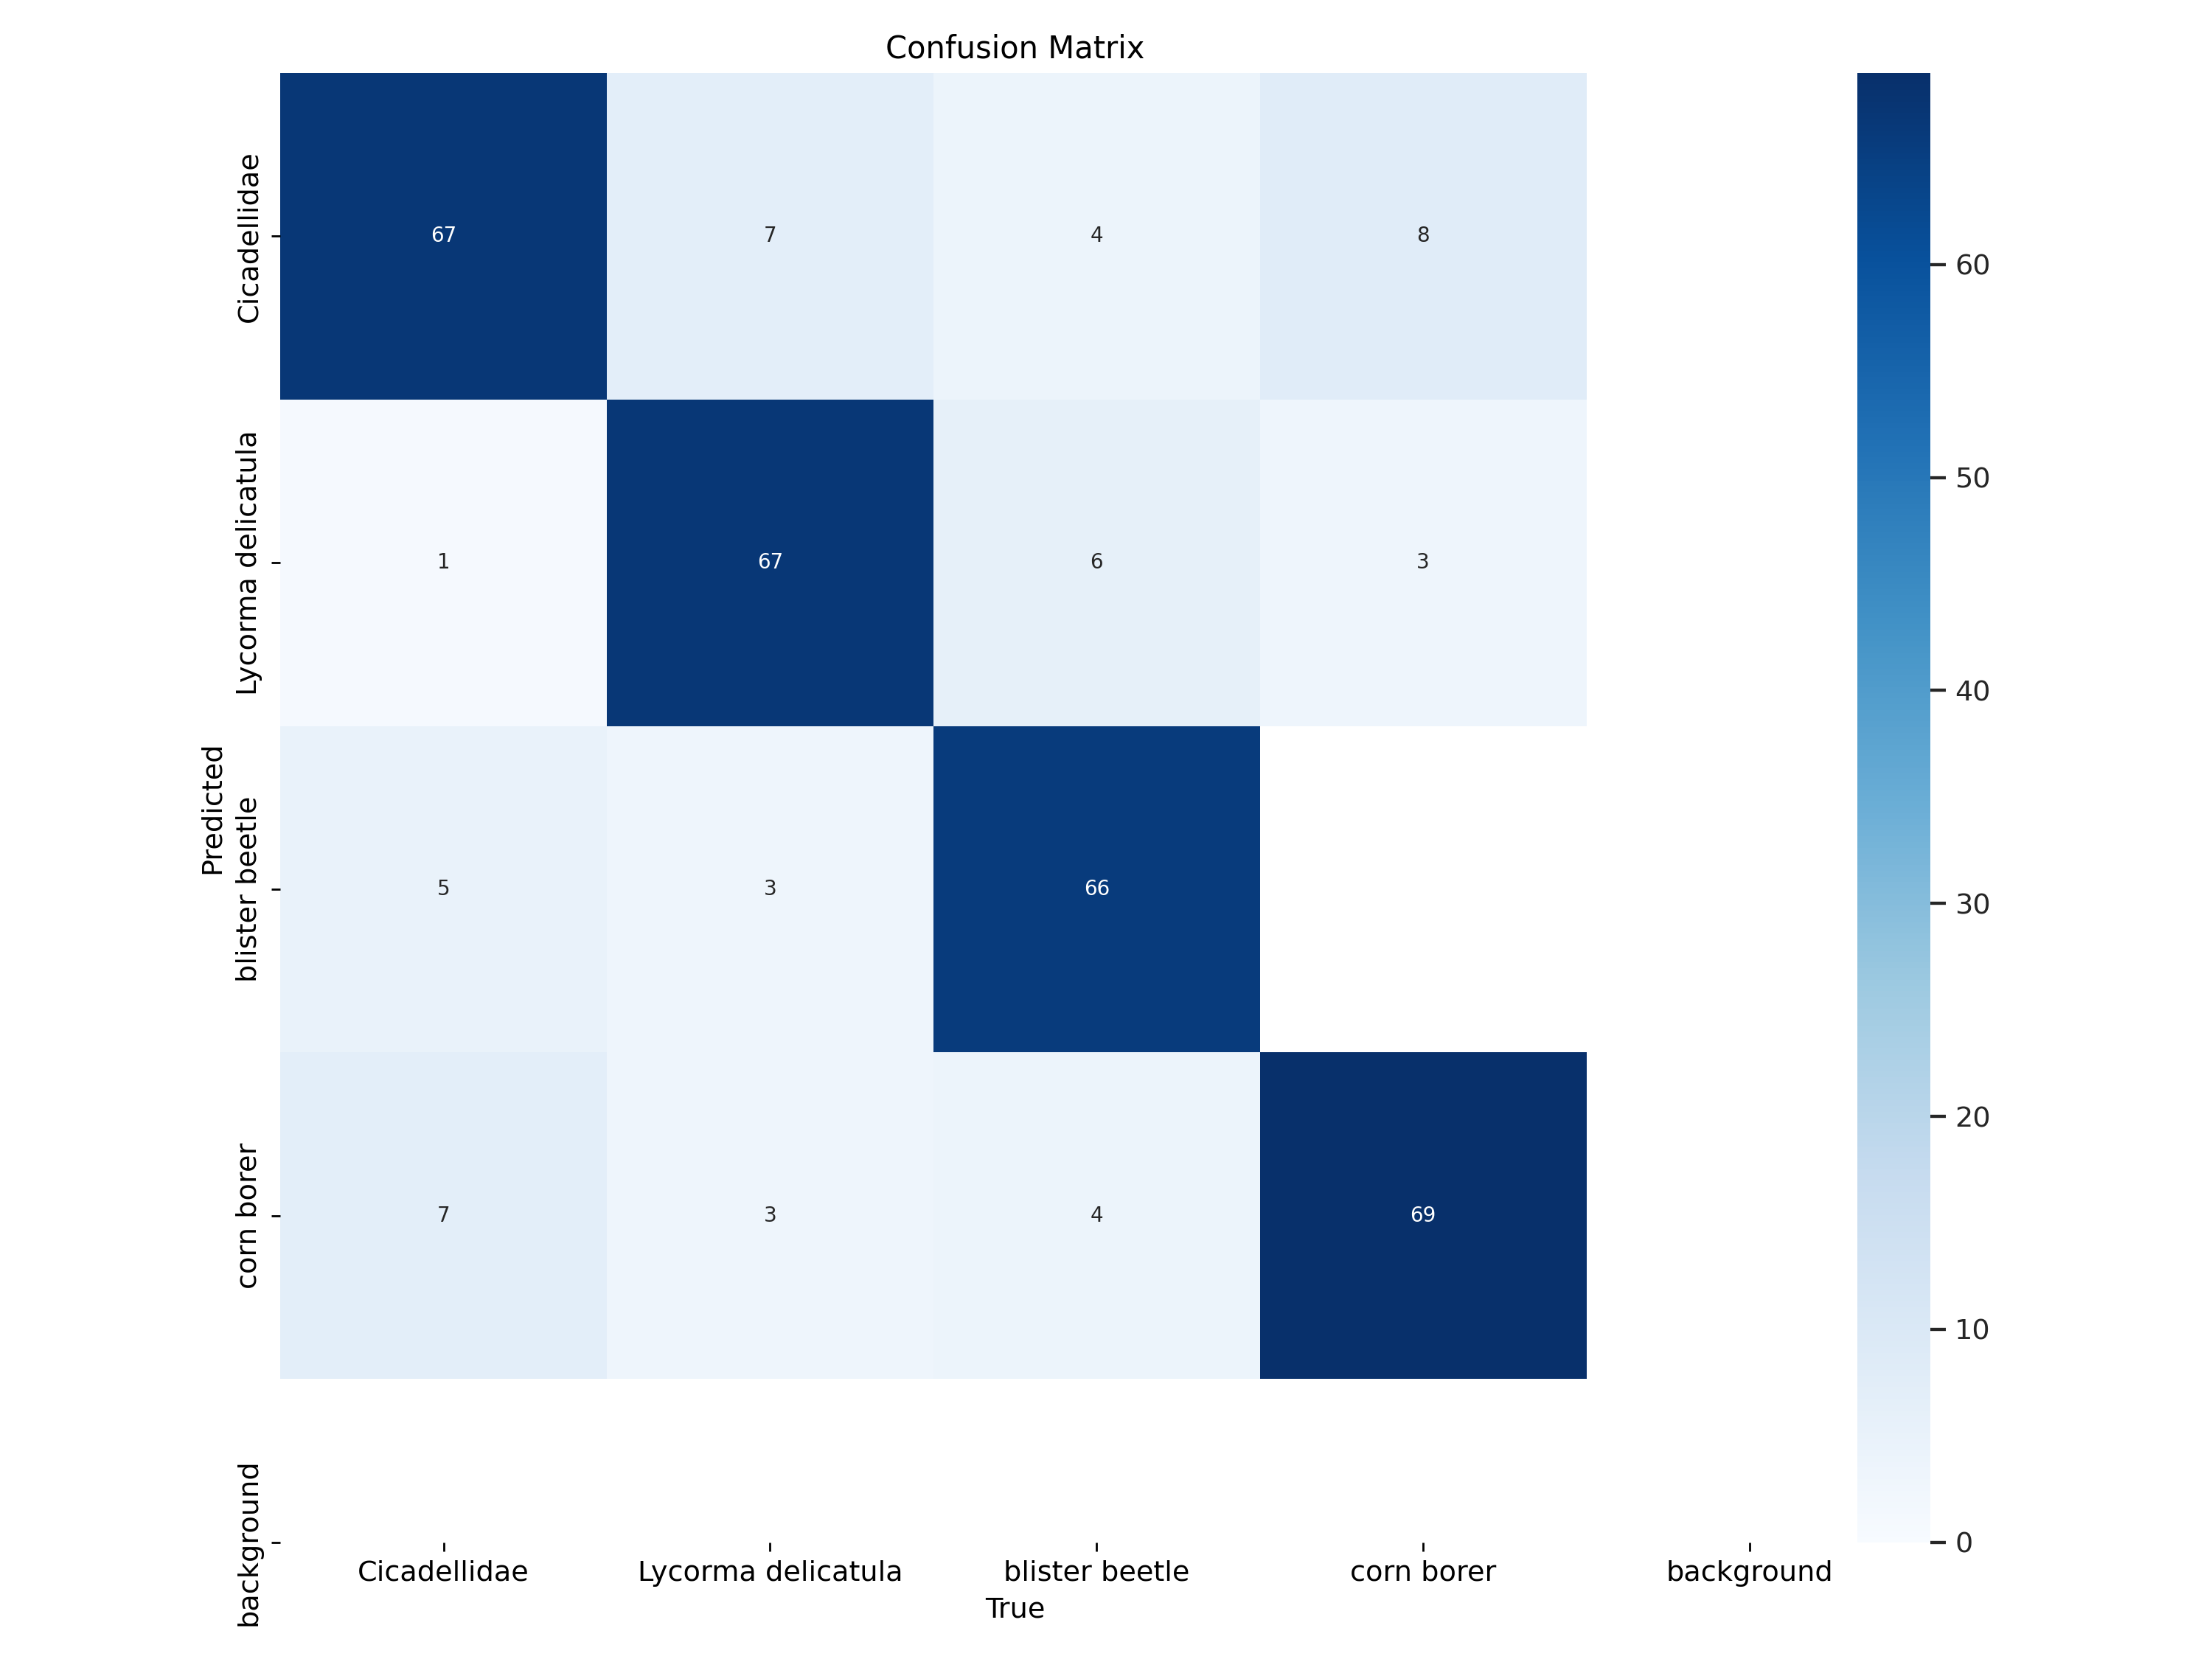 Confusion Matrix
Cicadellidae
67
7
4
8
60
Lycorma delicatula
1
67
6
3
50
40
Predicted
blister beetle
5
3
66
30
20
corn borer
7
3
4
69
10
background
0
Cicadellidae
Lycorma delicatula
blister beetle
corn borer
background
True